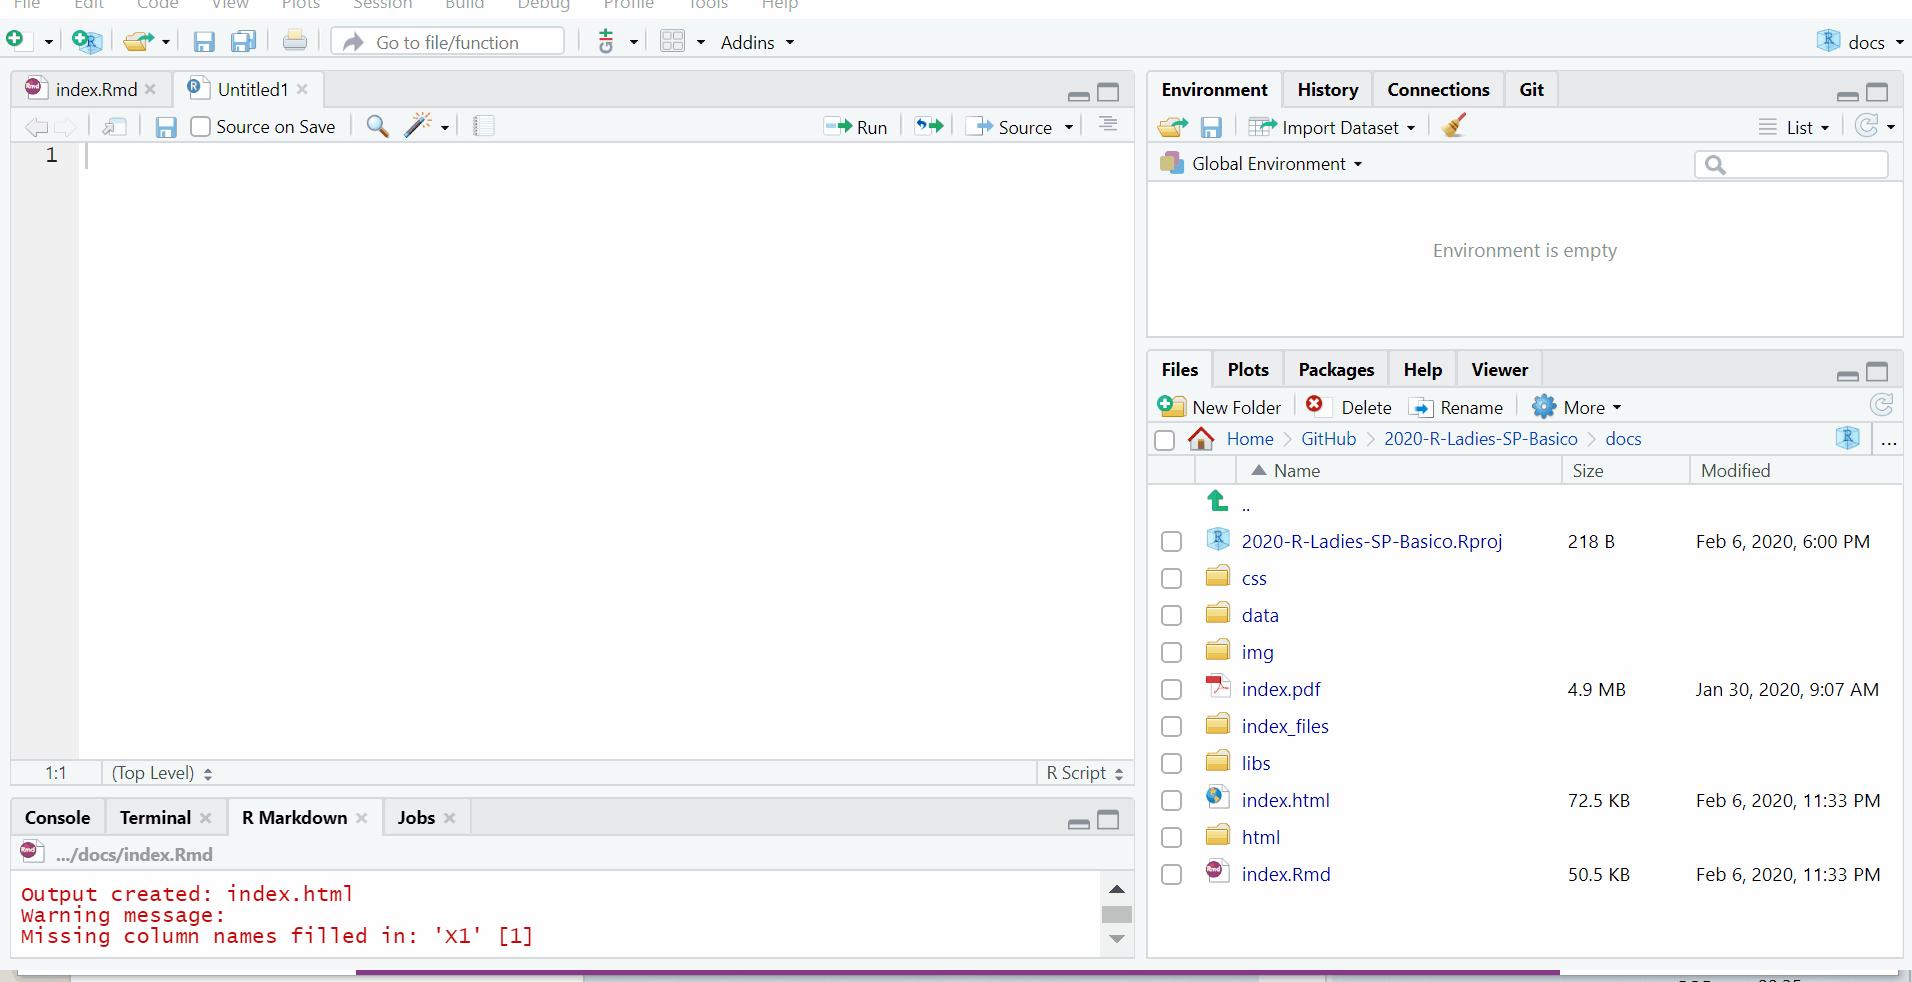 File Edit Code View Plots Session Build Debug Profile Tools Help
Go to file/function Addins docs
index.Rmd Untitled1
Source on Save Run Source
1
1:1 (Top Level) R Script
Console Terminal R Markdown Jobs
.../docs/index.Rmd
Output created: index.html
Warning message:
Missing column names filled in: 'X1' [1]
Environment History Connections Git
Import Dataset List
Global Environment
Environment is empty
Files Plots Packages Help Viewer
New Folder Delete Rename More
Home GitHub 2020-R-Ladies-SP-Basico docs ...
Name Size Modified
..
2020-R-Ladies-SP-Basico.Rproj 218 B Feb 6, 2020, 6:00 PM
css
data
img
index.pdf 4.9 MB Jan 30, 2020, 9:07 AM
index_files
libs
index.html 72.5 KB Feb 6, 2020, 11:33 PM
html
index.Rmd 50.5 KB Feb 6, 2020, 11:33 PM